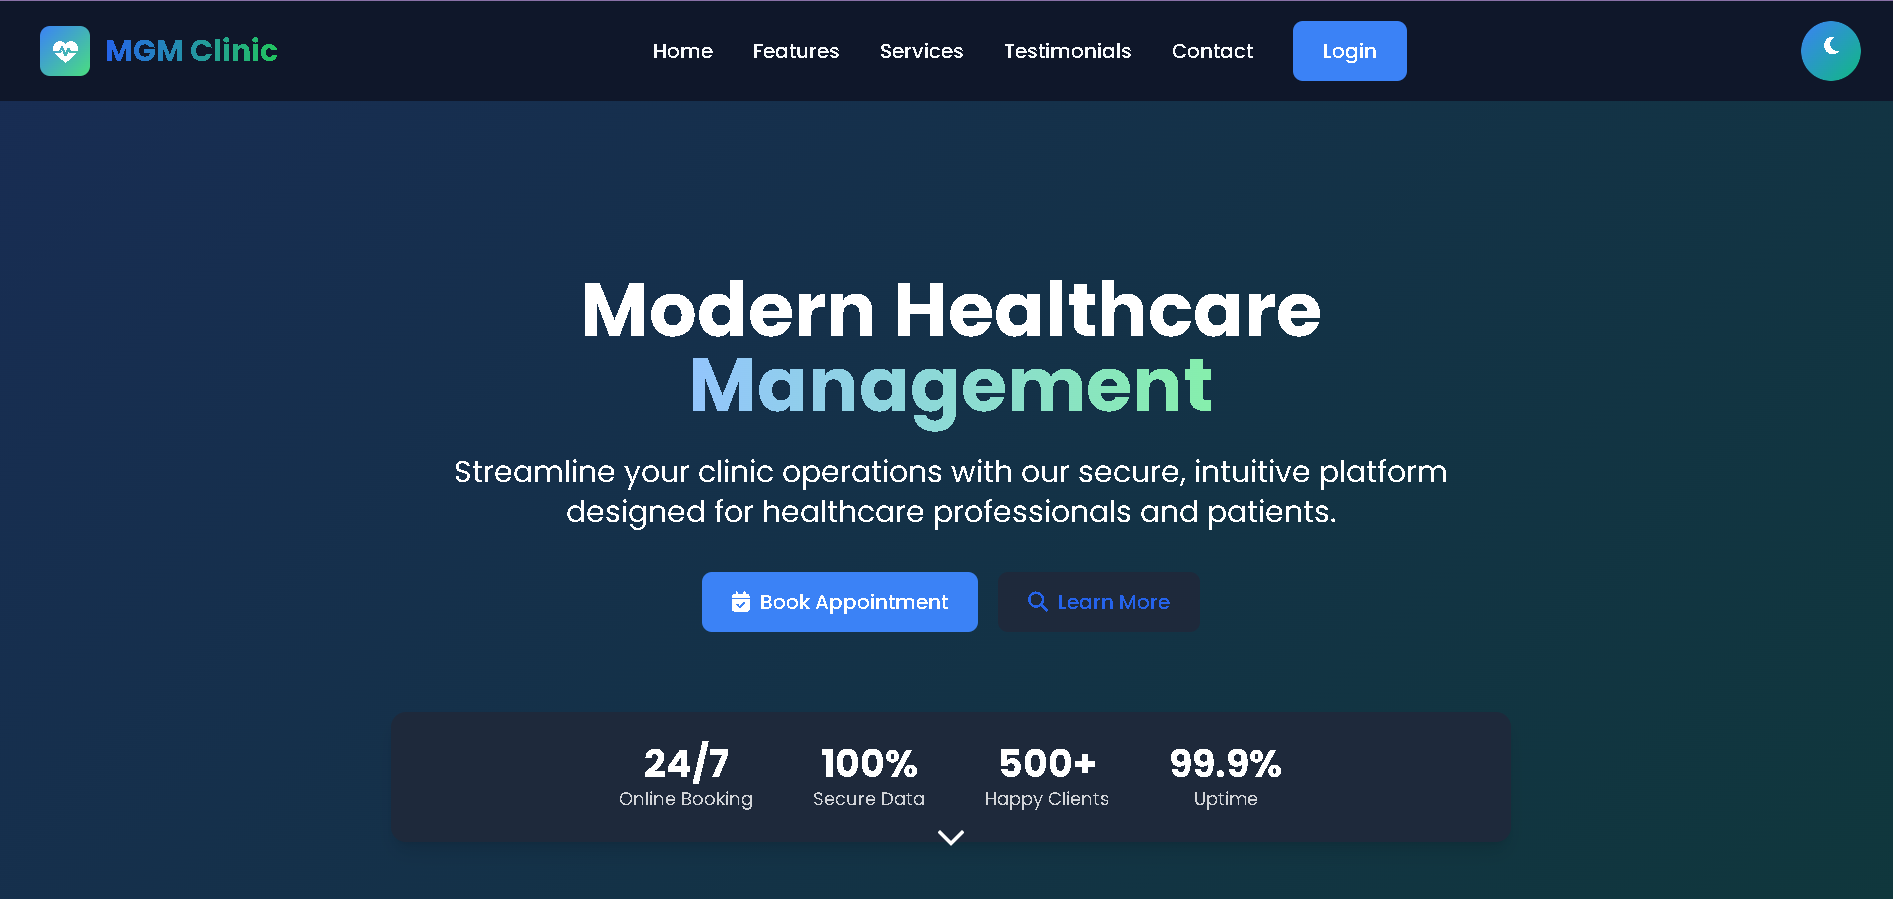 MGM Clinic
Home
Features
Services
Testimonials
Contact
Login
Modern Healthcare
Management
Streamline your clinic operations with our secure, intuitive platform
designed for healthcare professionals and patients.
Book Appointment
Learn More
24/7
Online Booking
100%
Secure Data
500+
Happy Clients
99.9%
Uptime